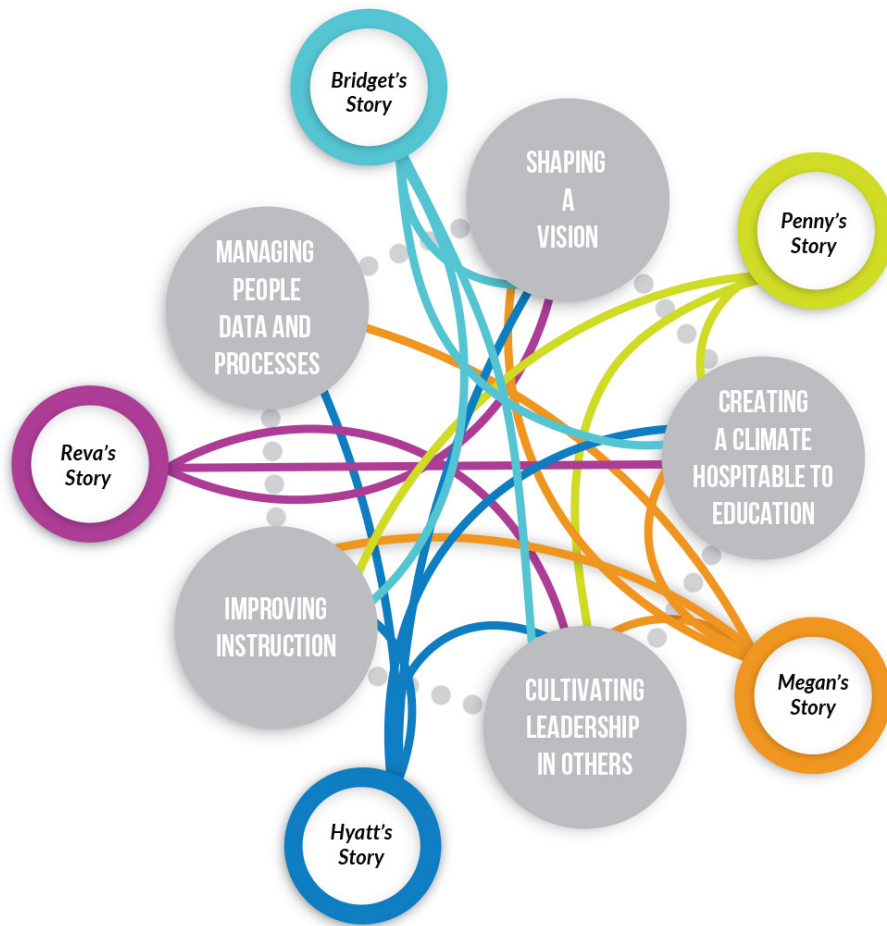 Bridget's
Story
SHAPING
A
VISION
Penny's
Story
MANAGING
PEOPLE
DATA AND
PROCESSES
CREATING
A CLIMATE
HOSPITABLE TO
EDUCATION
Reva's
Story
IMPROVING
INSTRUCTION
CULTIVATING
LEADERSHIP
IN OTHERS
Megan's
Story
Hyatt's
Story